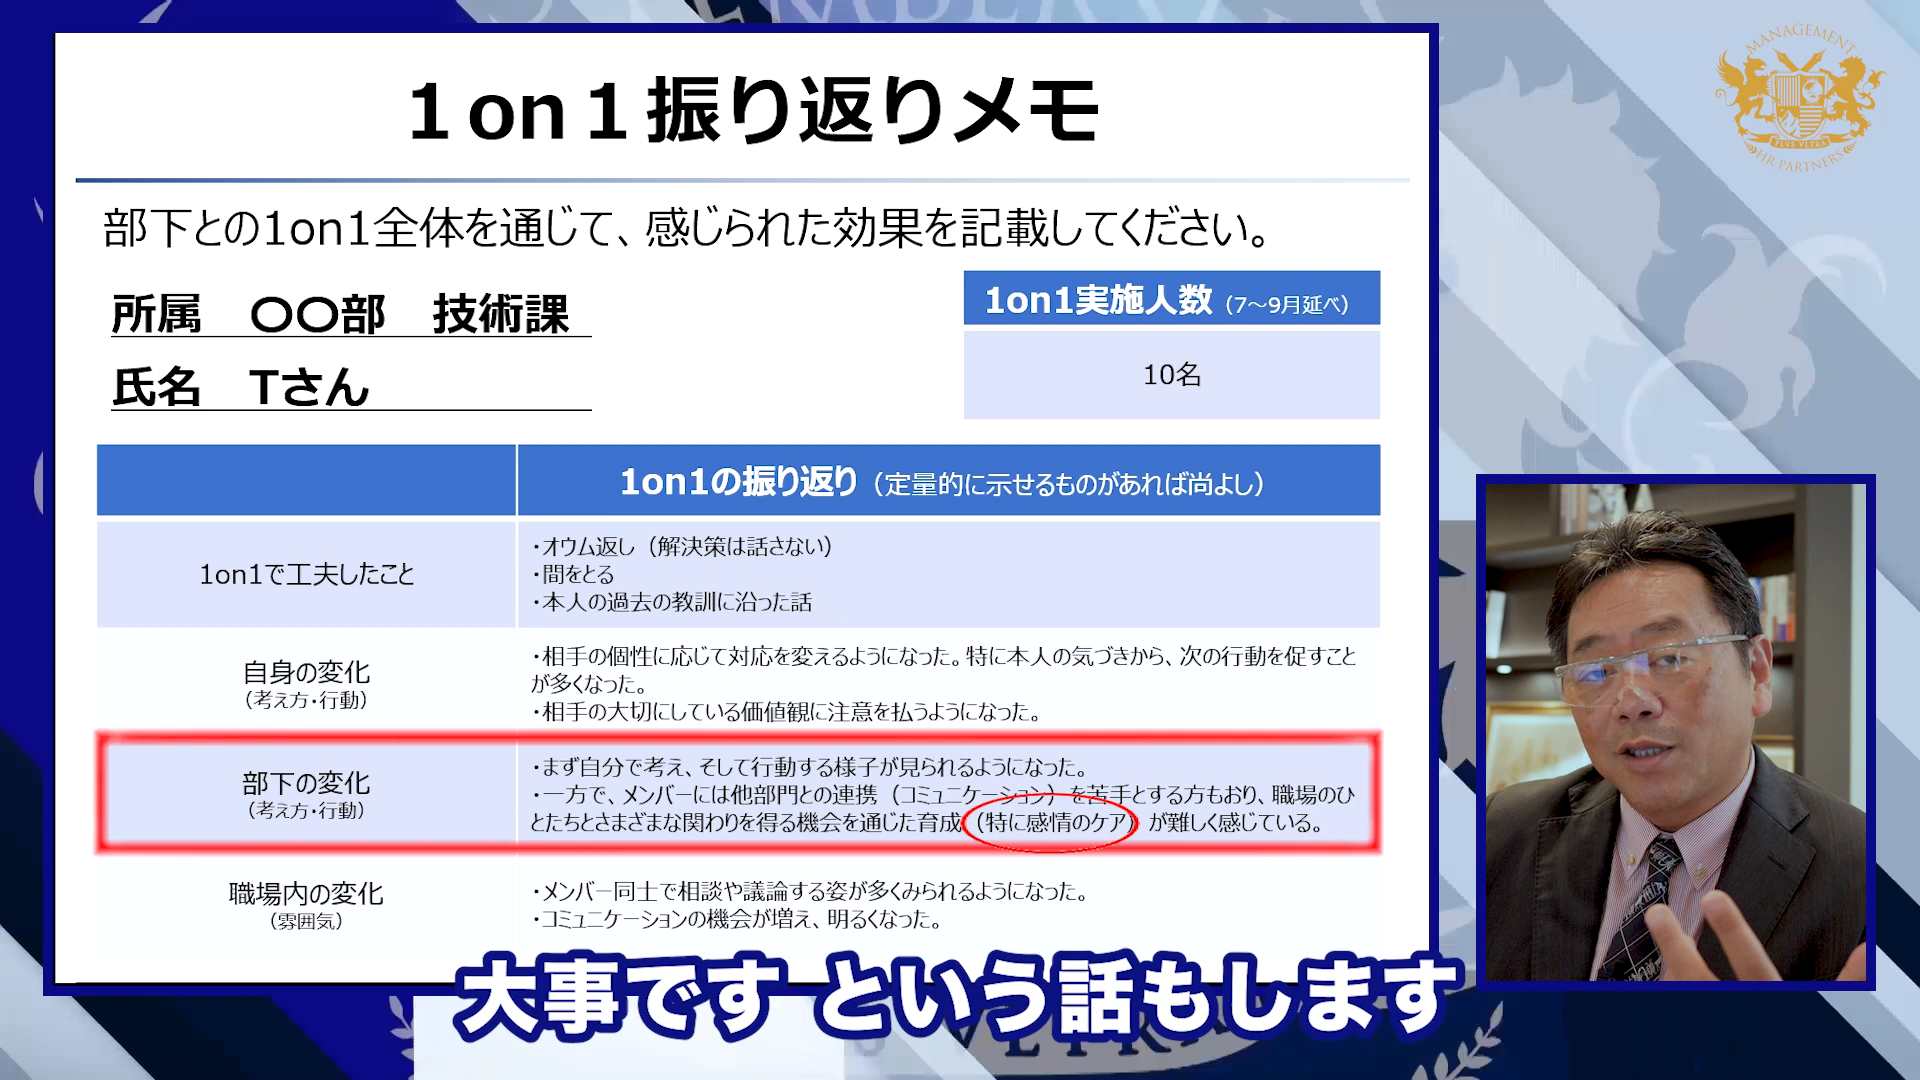 1on1振り返りメモ
部下との1on1全体を通じて、感じられた効果を記載してください。
所属　〇〇部　技術課
氏名　Tさん
1on1実施人数（7～9月延べ）
10名
1on1の振り返り（定量的に示せるものがあれば尚よし）
1on1で工夫したこと
・オウム返し（解決策は話さない）
・間をとる
・本人の過去の教訓に沿った話
自身の変化
（考え方・行動）
・相手の個性に応じて対応を変えるようになった。特に本人の気づきから、次の行動を促すこと
が多くなった。
・相手の大切にしている価値観に注意を払うようになった。
部下の変化
（考え方・行動）
・まず自分で考え、そして行動する様子が見られるようになった。
・一方で、メンバーには他部門との連携（コミュニケーション）を苦手とする方もおり、職場のひ
とたちとさまざまな関わりを得る機会を通じた育成（特に感情のケア）が難しく感じている。
職場内の変化
（雰囲気）
・メンバー同士で相談や議論する姿が多くみられるようになった。
・コミュニケーションの機会が増え、明るくなった。
大事です という話もします
MANAGEMENT
PLVS VLTRA
HR PARTNERS